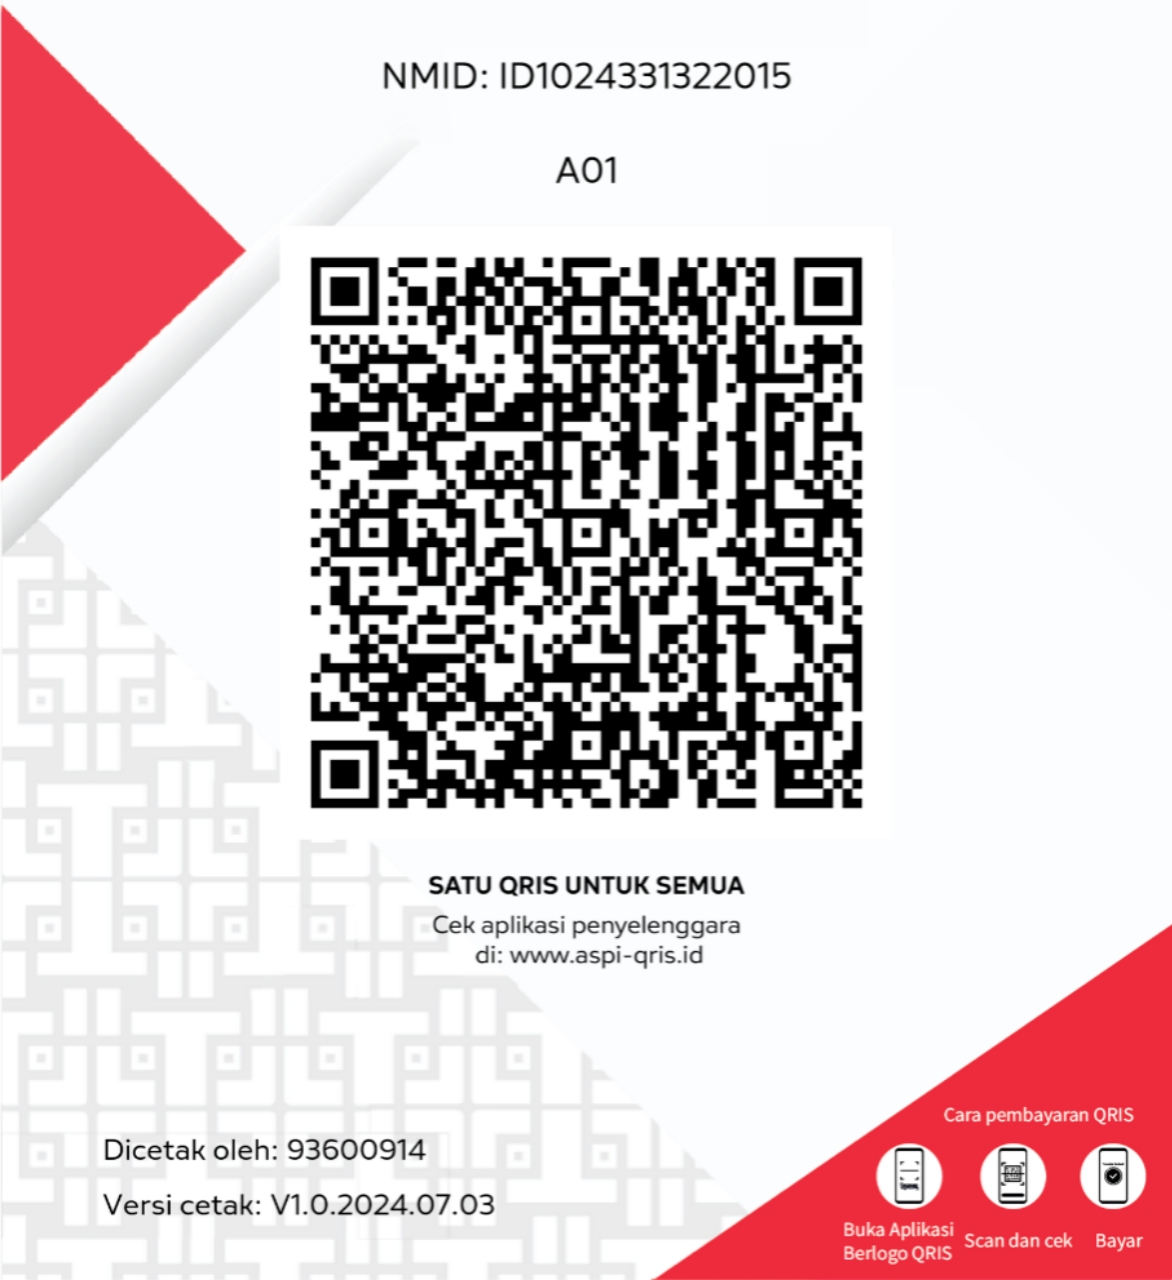 NMID: ID1024331322015
A01
SATU QRIS UNTUK SEMUA
Cek aplikasi penyelenggara
di: www.aspi-qris.id
Dicetak oleh: 93600914
Versi cetak: V1.0.2024.07.03
Cara pembayaran QRIS
Buka Aplikasi
Berlogo QRIS
Scan dan cek
Bayar